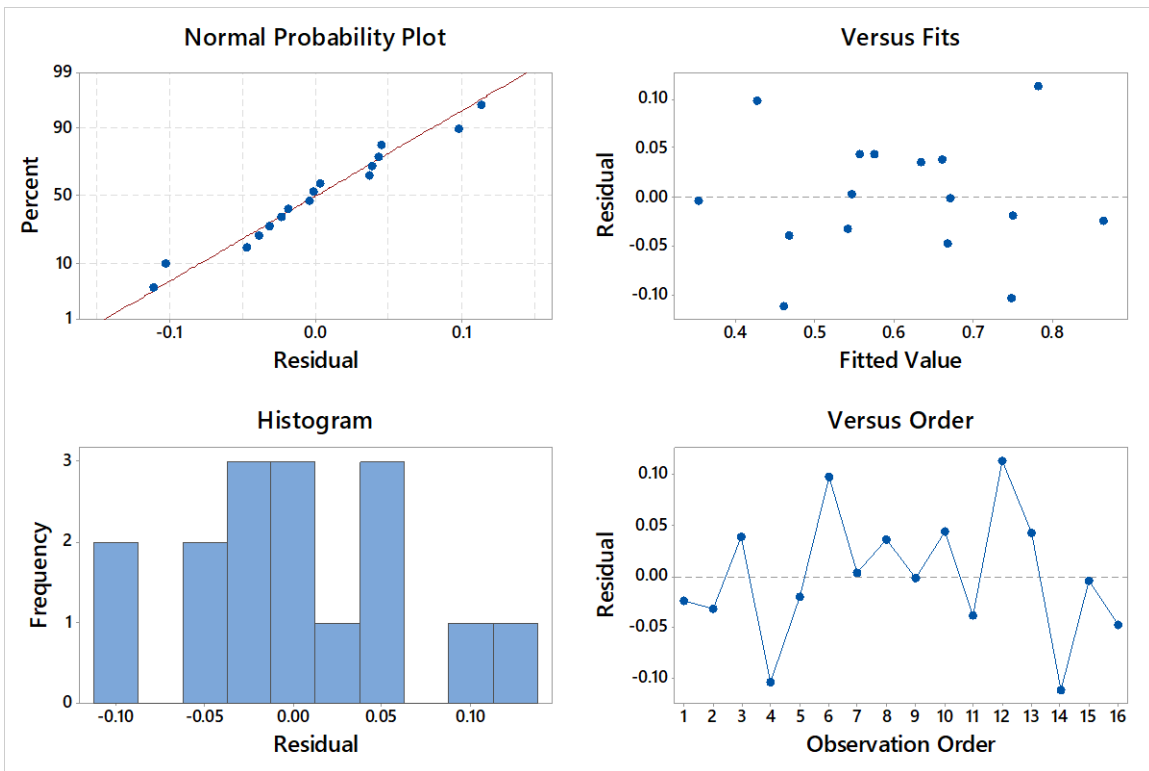 Normal Probability Plot
99
90
50
10
1
Percent
-0.1 0.0 0.1
Residual
Versus Fits
0.10
0.05
0.00
-0.05
-0.10
Residual
0.4 0.5 0.6 0.7 0.8
Fitted Value
Histogram
3
2
1
0
Frequency
-0.10 -0.05 0.00 0.05 0.10
Residual
Versus Order
0.10
0.05
0.00
-0.05
-0.10
Residual
1 2 3 4 5 6 7 8 9 10 11 12 13 14 15 16
Observation Order